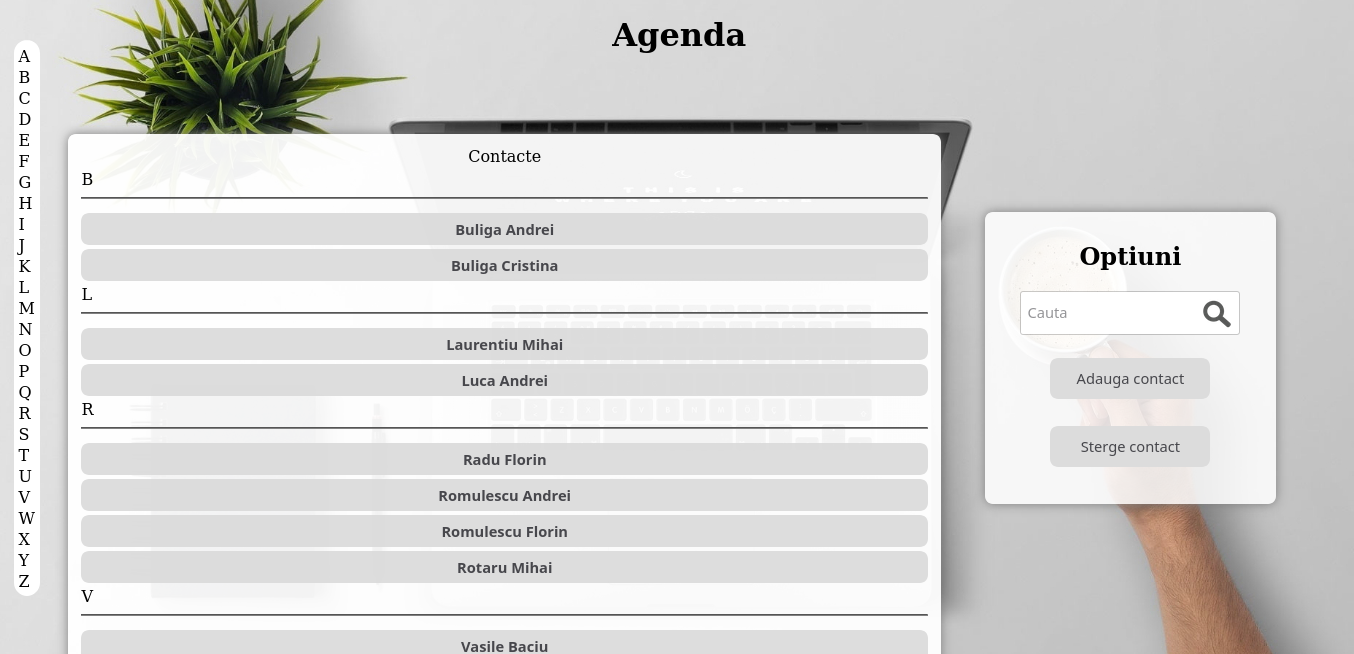 Agenda
A
B
C
D
E
F
G
H
I
J
K
L
M
N
O
P
Q
R
S
T
U
V
W
X
Y
Z
Contacte
B
Buliga Andrei
Buliga Cristina
L
Laurentiu Mihai
Luca Andrei
R
Radu Florin
Romulescu Andrei
Romulescu Florin
Rotaru Mihai
V
Vasile Baciu
Optiuni
Cauta
Adauga contact
Sterge contact